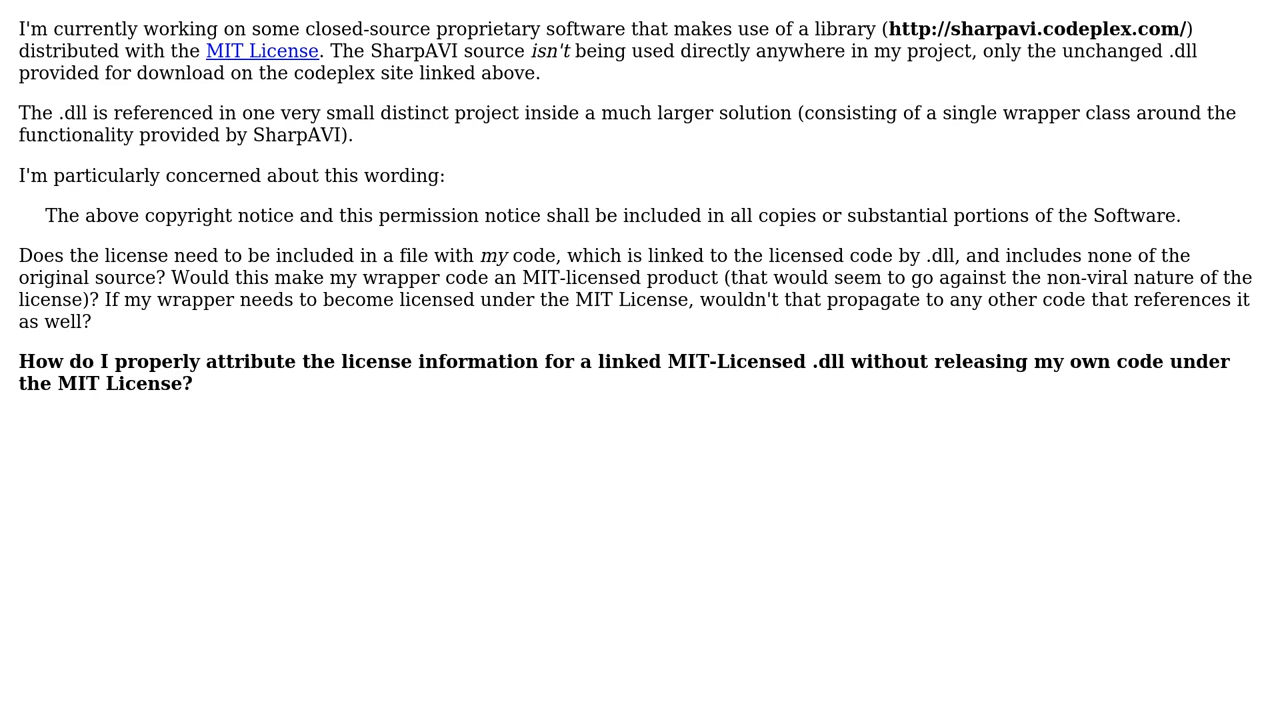 I'm currently working on some closed-source proprietary software that makes use of a library (http://sharpavi.codeplex.com/)
distributed with the MIT License. The SharpAVI source isn't being used directly anywhere in my project, only the unchanged .dll
provided for download on the codeplex site linked above.
The .dll is referenced in one very small distinct project inside a much larger solution (consisting of a single wrapper class around the
functionality provided by SharpAVI).
I'm particularly concerned about this wording:
The above copyright notice and this permission notice shall be included in all copies or substantial portions of the Software.
Does the license need to be included in a file with my code, which is linked to the licensed code by .dll, and includes none of the
original source? Would this make my wrapper code an MIT-licensed product (that would seem to go against the non-viral nature of the
license)? If my wrapper needs to become licensed under the MIT License, wouldn't that propagate to any other code that references it
as well?
How do I properly attribute the license information for a linked MIT-Licensed .dll without releasing my own code under
the MIT License?